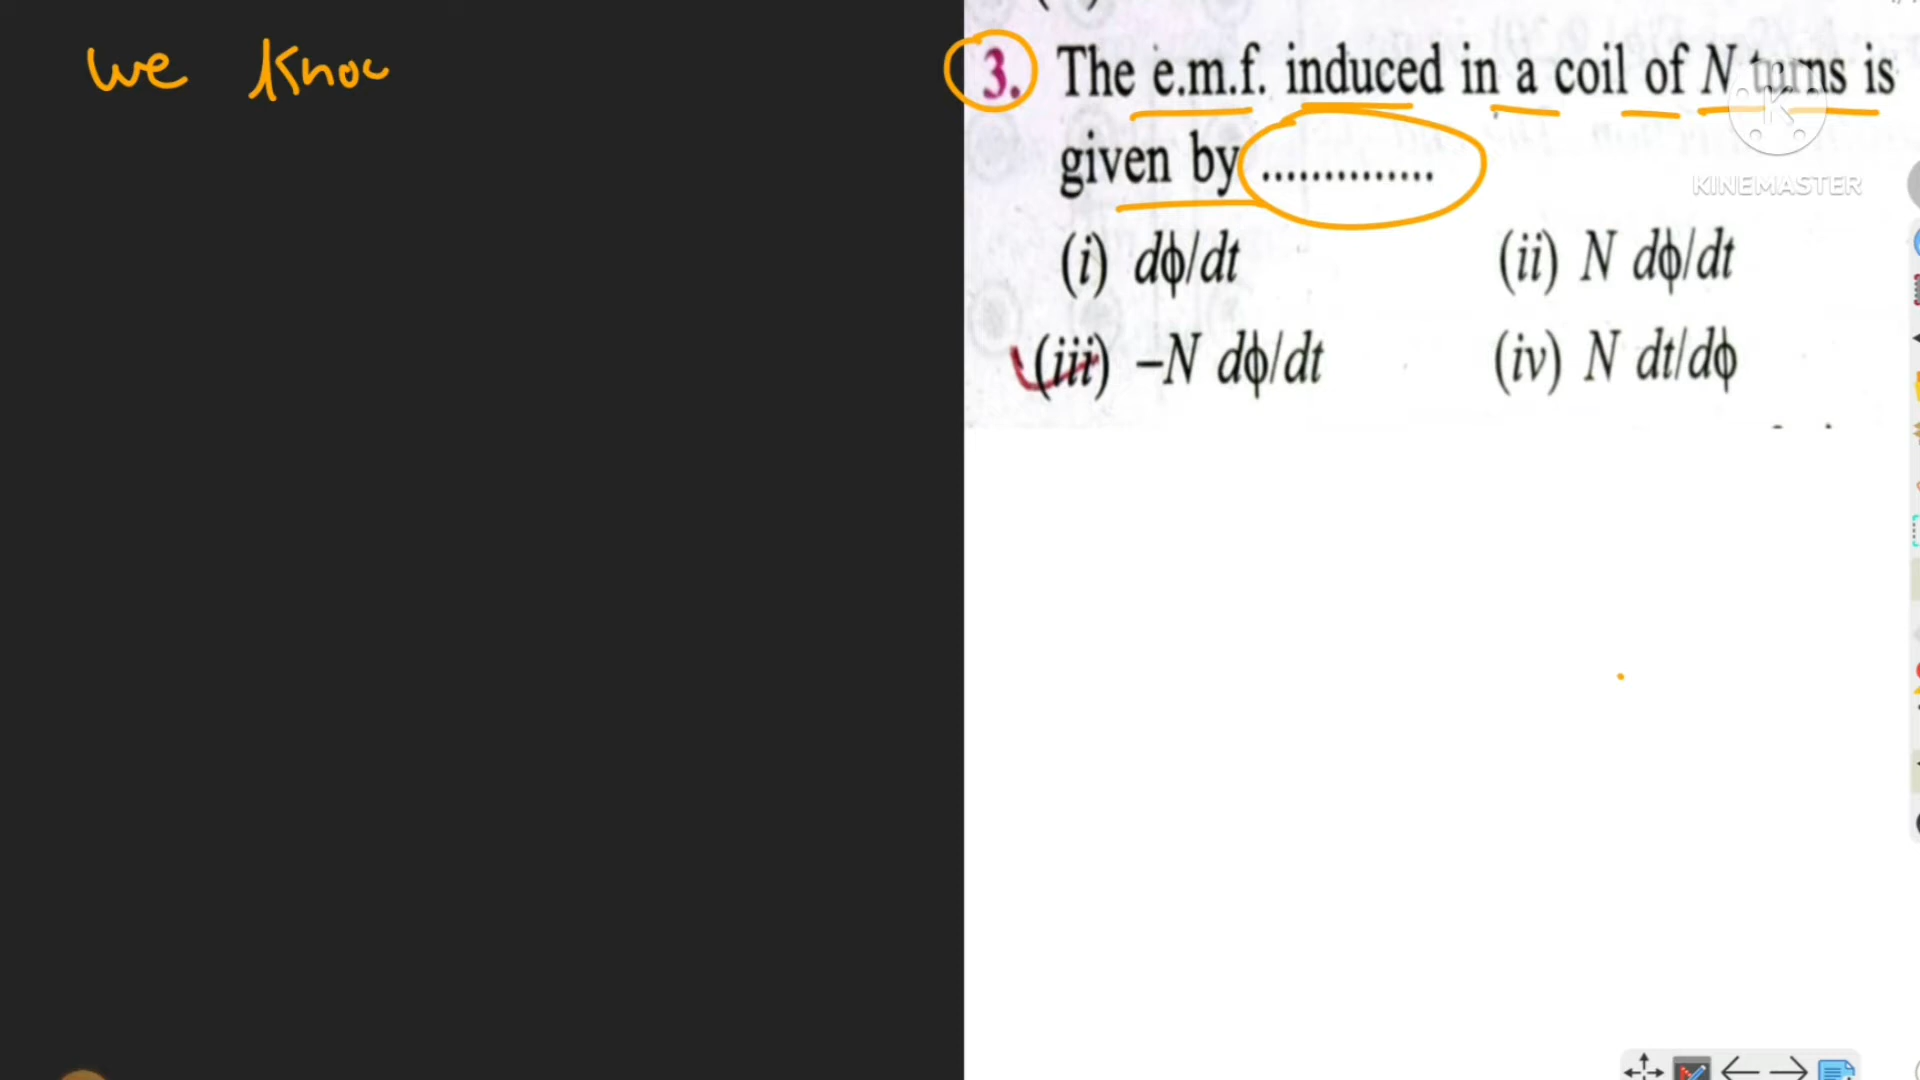 we knoc
3. The e.m.f. induced in a coil of N turns is
given by ..............
(i) dϕ/dt (ii) N dϕ/dt
(iii) –N dϕ/dt (iv) N dt/dϕ
KINEMASTER